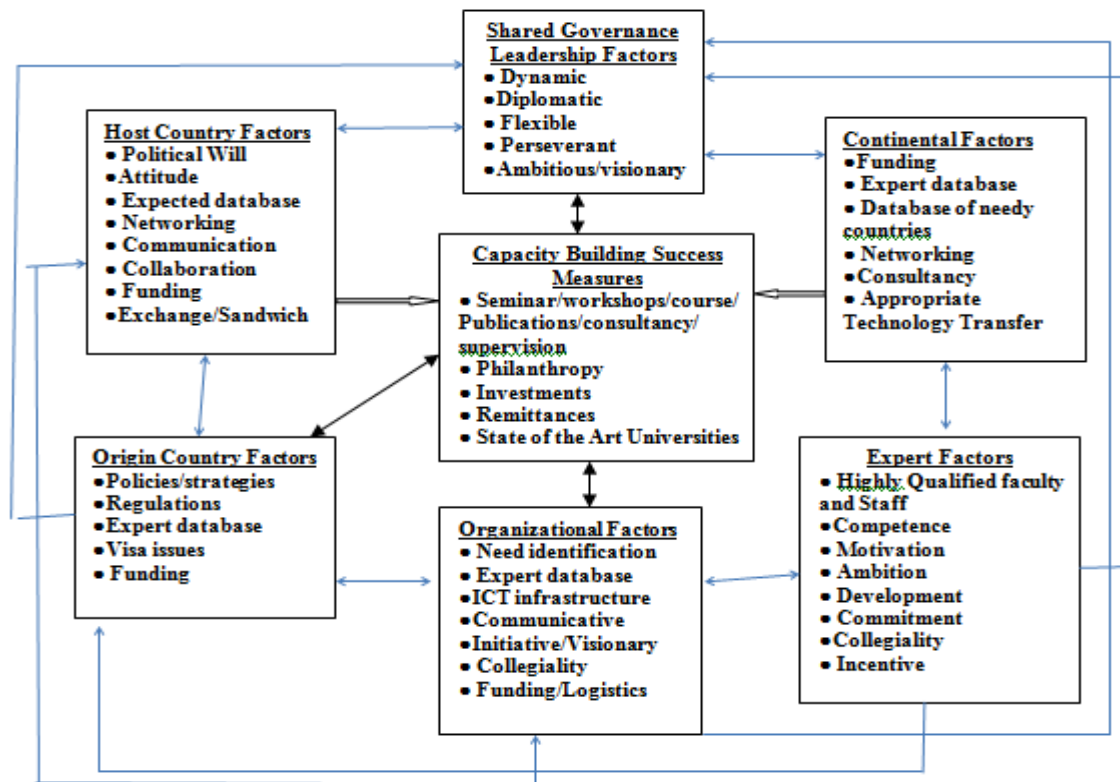 Shared Governance
Leadership Factors
● Dynamic
●Diplomatic
● Flexible
● Perseverant
● Ambitious/visionary
Host Country Factors
● Political Will
●Attitude
● Expected database
● Networking
● Communication
● Collaboration
● Funding
●Exchange/Sandwich
Continental Factors
●Funding
● Expert database
● Database of needy
countries
● Networking
●Consultancy
● Appropriate
Technology Transfer
Capacity Building Success
Measures
● Seminar/workshops/course/
Publications/consultancy/
supervision
● Philanthropy
● Investments
● Remittances
● State of the Art Universities
Origin Country Factors
●Policies/strategies
●Regulations
●Expert database
●Visa issues
● Funding
Organizational Factors
● Need identification
● Expert database
●ICT infrastructure
●Communicative
●Initiative/Visionary
● Collegiality
● Funding/Logistics
Expert Factors
● Highly Qualified faculty
and Staff
●Competence
● Motivation
● Ambition
● Development
● Commitment
●Collegiality
● Incentive